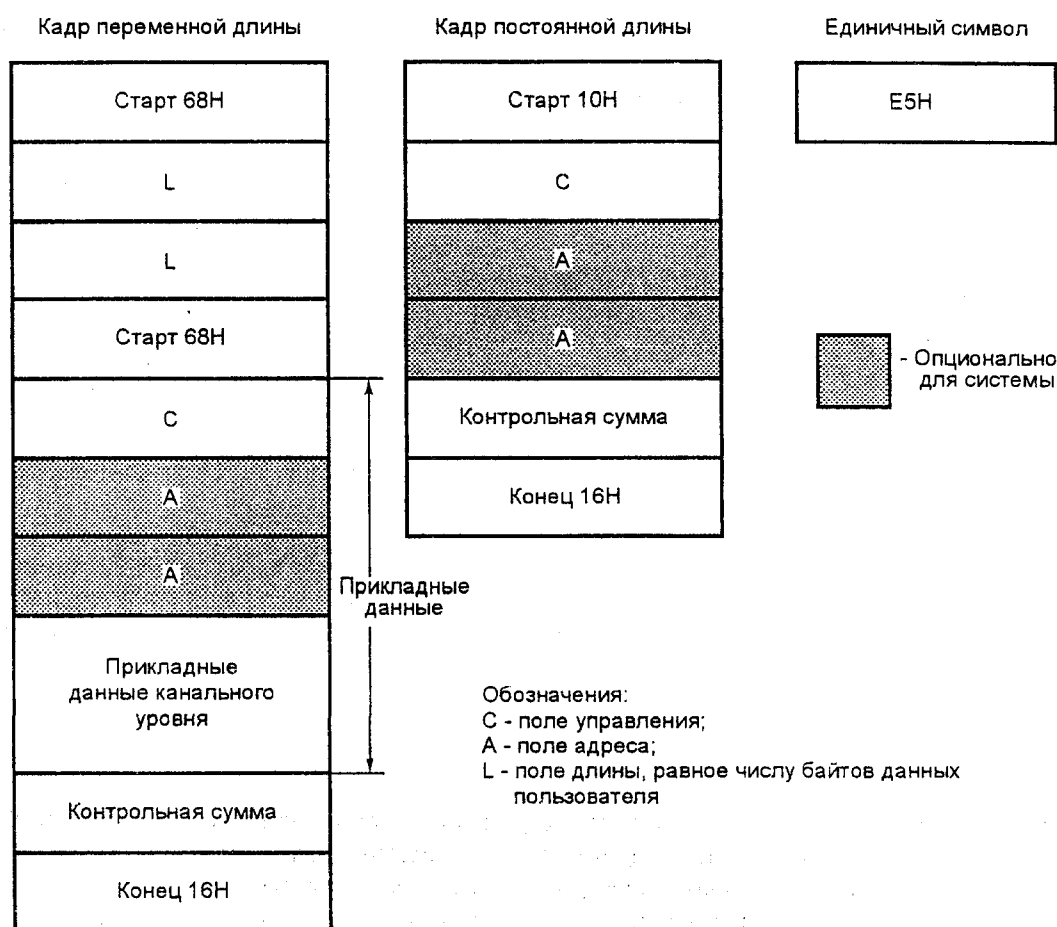 Кадр переменной длины
Старт 68H
L
L
Старт 68H
C
A
A
Прикладные
данные канального
уровня
Контрольная сумма
Конец 16H
Прикладные
данные
Кадр постоянной длины
Старт 10H
C
A
A
Контрольная сумма
Конец 16H
Единичный символ
E5H
- Опционально
для системы
Обозначения:
C - поле управления;
A - поле адреса;
L - поле длины, равное числу байтов данных
пользователя